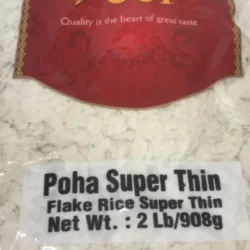 Quality is the heart of great taste
Poha Super Thin
Flake Rice Super Thin
Net Wt. : 2 Lb/908g